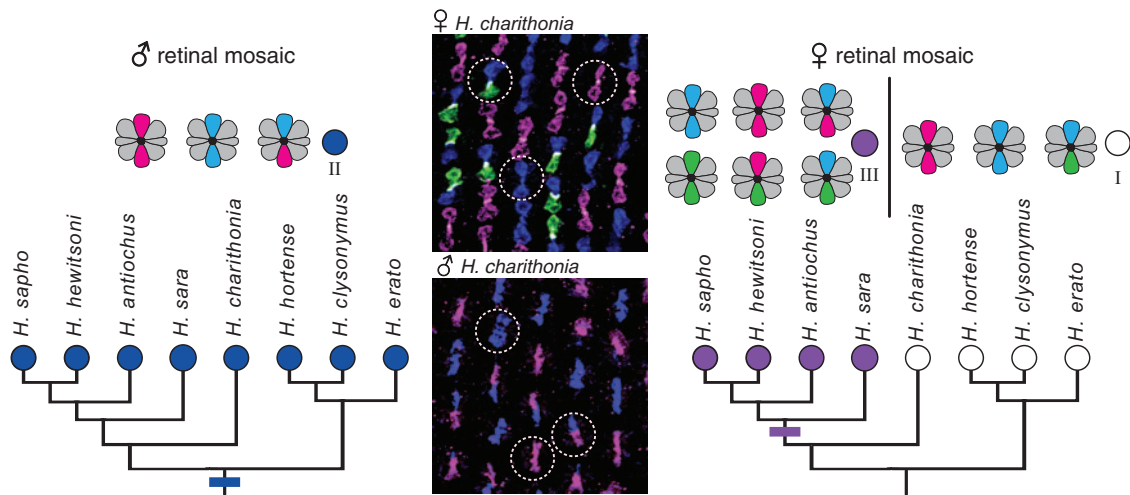 ♂ retinal mosaic
II
H. sapho
H. hewitsoni
H. antiochus
H. sara
H. charithonia
H. hortense
H. clysonymus
H. erato
♀ H. charithonia
♂ H. charithonia
♀ retinal mosaic
III
I
H. sapho
H. hewitsoni
H. antiochus
H. sara
H. charithonia
H. hortense
H. clysonymus
H. erato